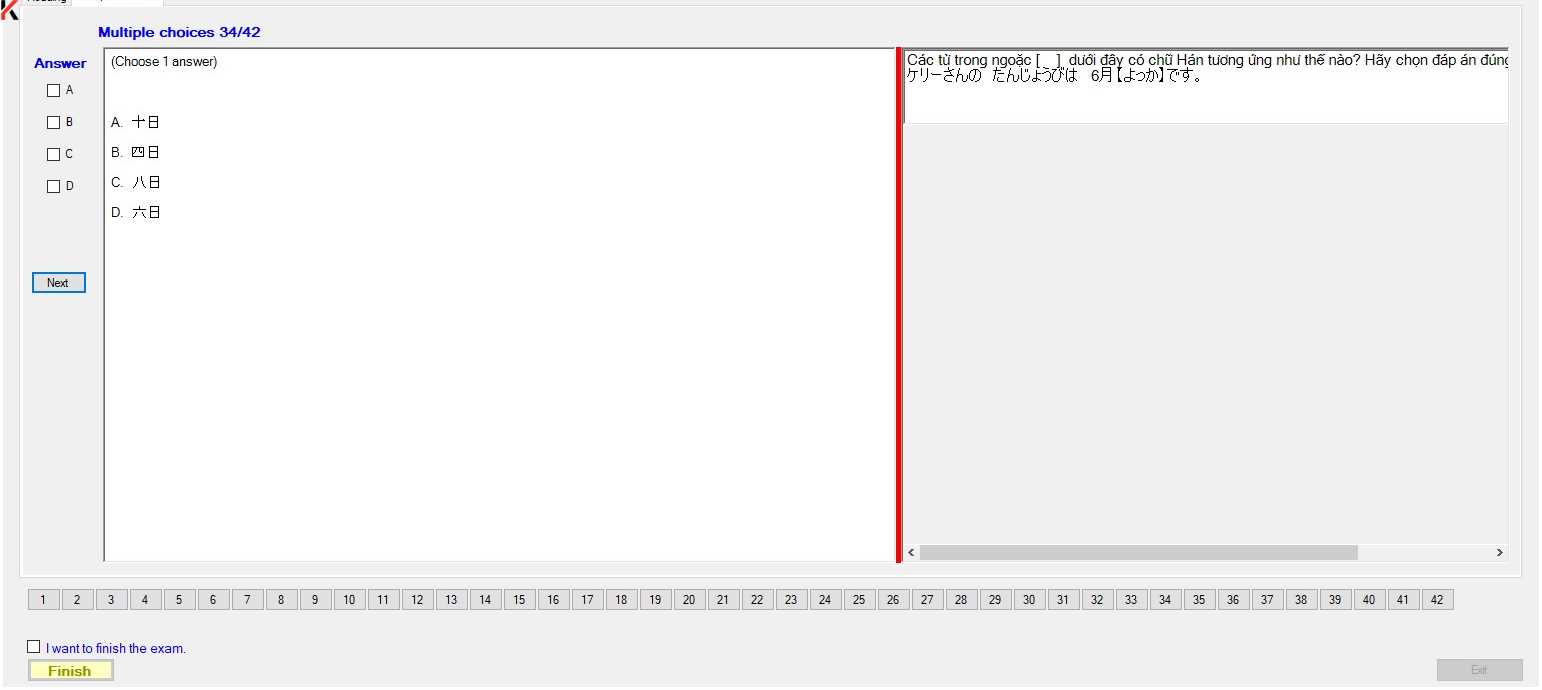 Multiple choices 34/42
Answer
A
B
C
D
Next
(Choose 1 answer)
A. 十日
B. 四日
C. 八日
D. 六日
Các từ trong ngoặc [ ] dưới đây có chữ Hán tương ứng như thế nào? Hãy chọn đáp án đúng
ケリーさんの たんじょうびは 6月【よっか】です。
1 2 3 4 5 6 7 8 9 10 11 12 13 14 15 16 17 18 19 20 21 22 23 24 25 26 27 28 29 30 31 32 33 34 35 36 37 38 39 40 41 42
I want to finish the exam.
Finish
Exit